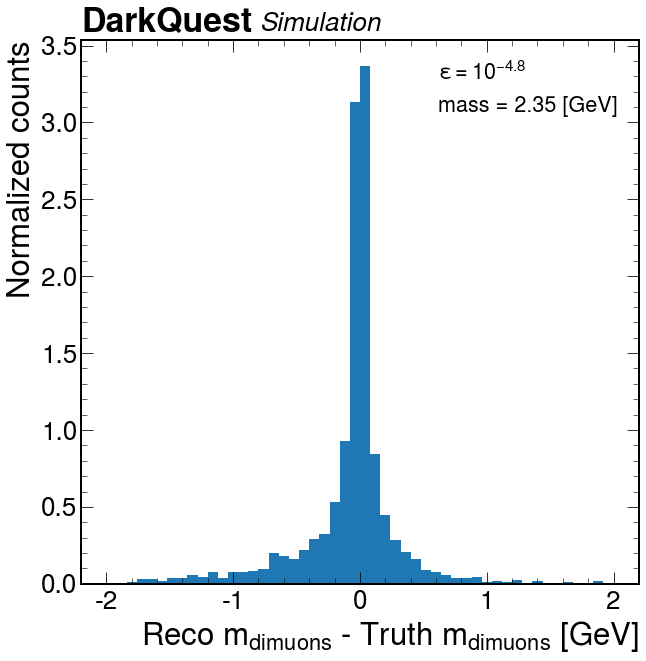 DarkQuest Simulation
ε = 10⁻⁴·⁸
mass = 2.35 [GeV]
Normalized counts
3.5
3.0
2.5
2.0
1.5
1.0
0.5
0.0
-2 -1 0 1 2
Reco m_dimuons - Truth m_dimuons [GeV]